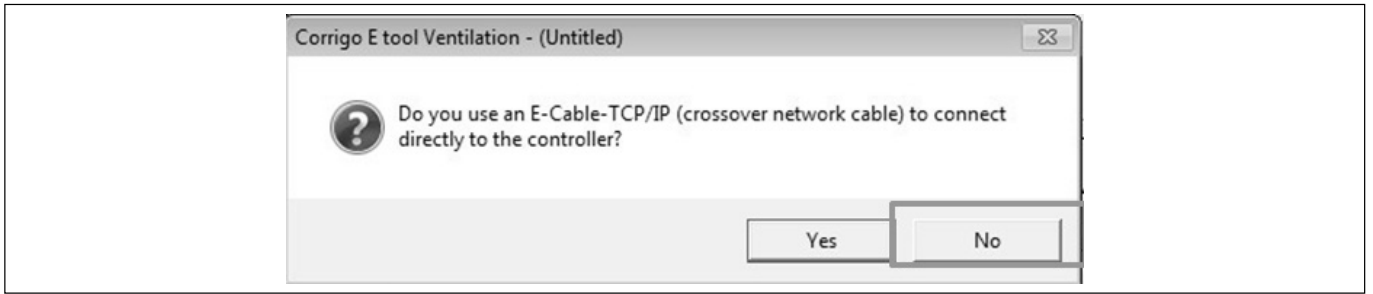 Corrigo E tool Ventilation - (Untitled)
Do you use an E-Cable-TCP/IP (crossover network cable) to connect
directly to the controller?
Yes No